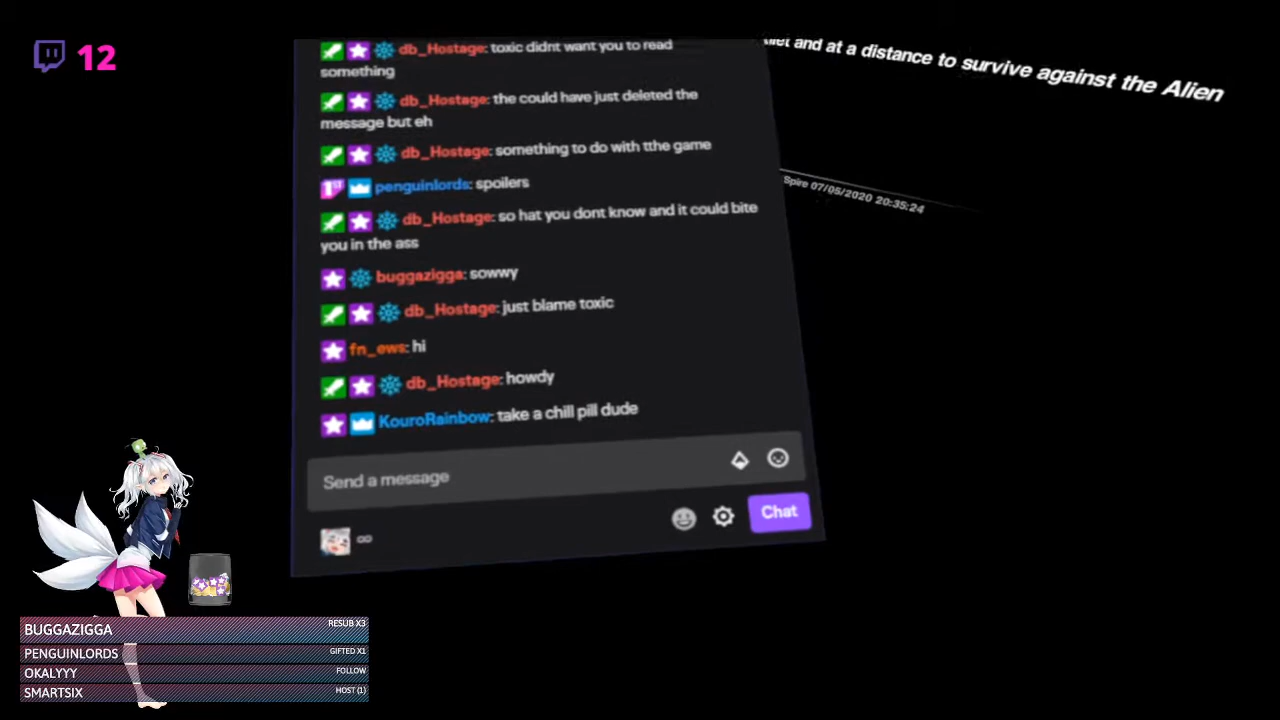 12
db_Hostage: toxic didnt want you to read
something
db_Hostage: the could have just deleted the
message but eh
db_Hostage: something to do with tthe game
penguinlords: spoilers
db_Hostage: so hat you dont know and it could bite
you in the ass
buggazigga: sowwy
db_Hostage: just blame toxic
fn_ews: hi
db_Hostage: howdy
KouroRainbow: take a chill pill dude
Send a message
Chat
and at a distance to survive against the Alien
Spire 07/05/2020 20:35:24
BUGGAZIGGA RESUB X3
PENGUINLORDS GIFTED X1
OKALYYY FOLLOW
SMARTSIX HOST (1)